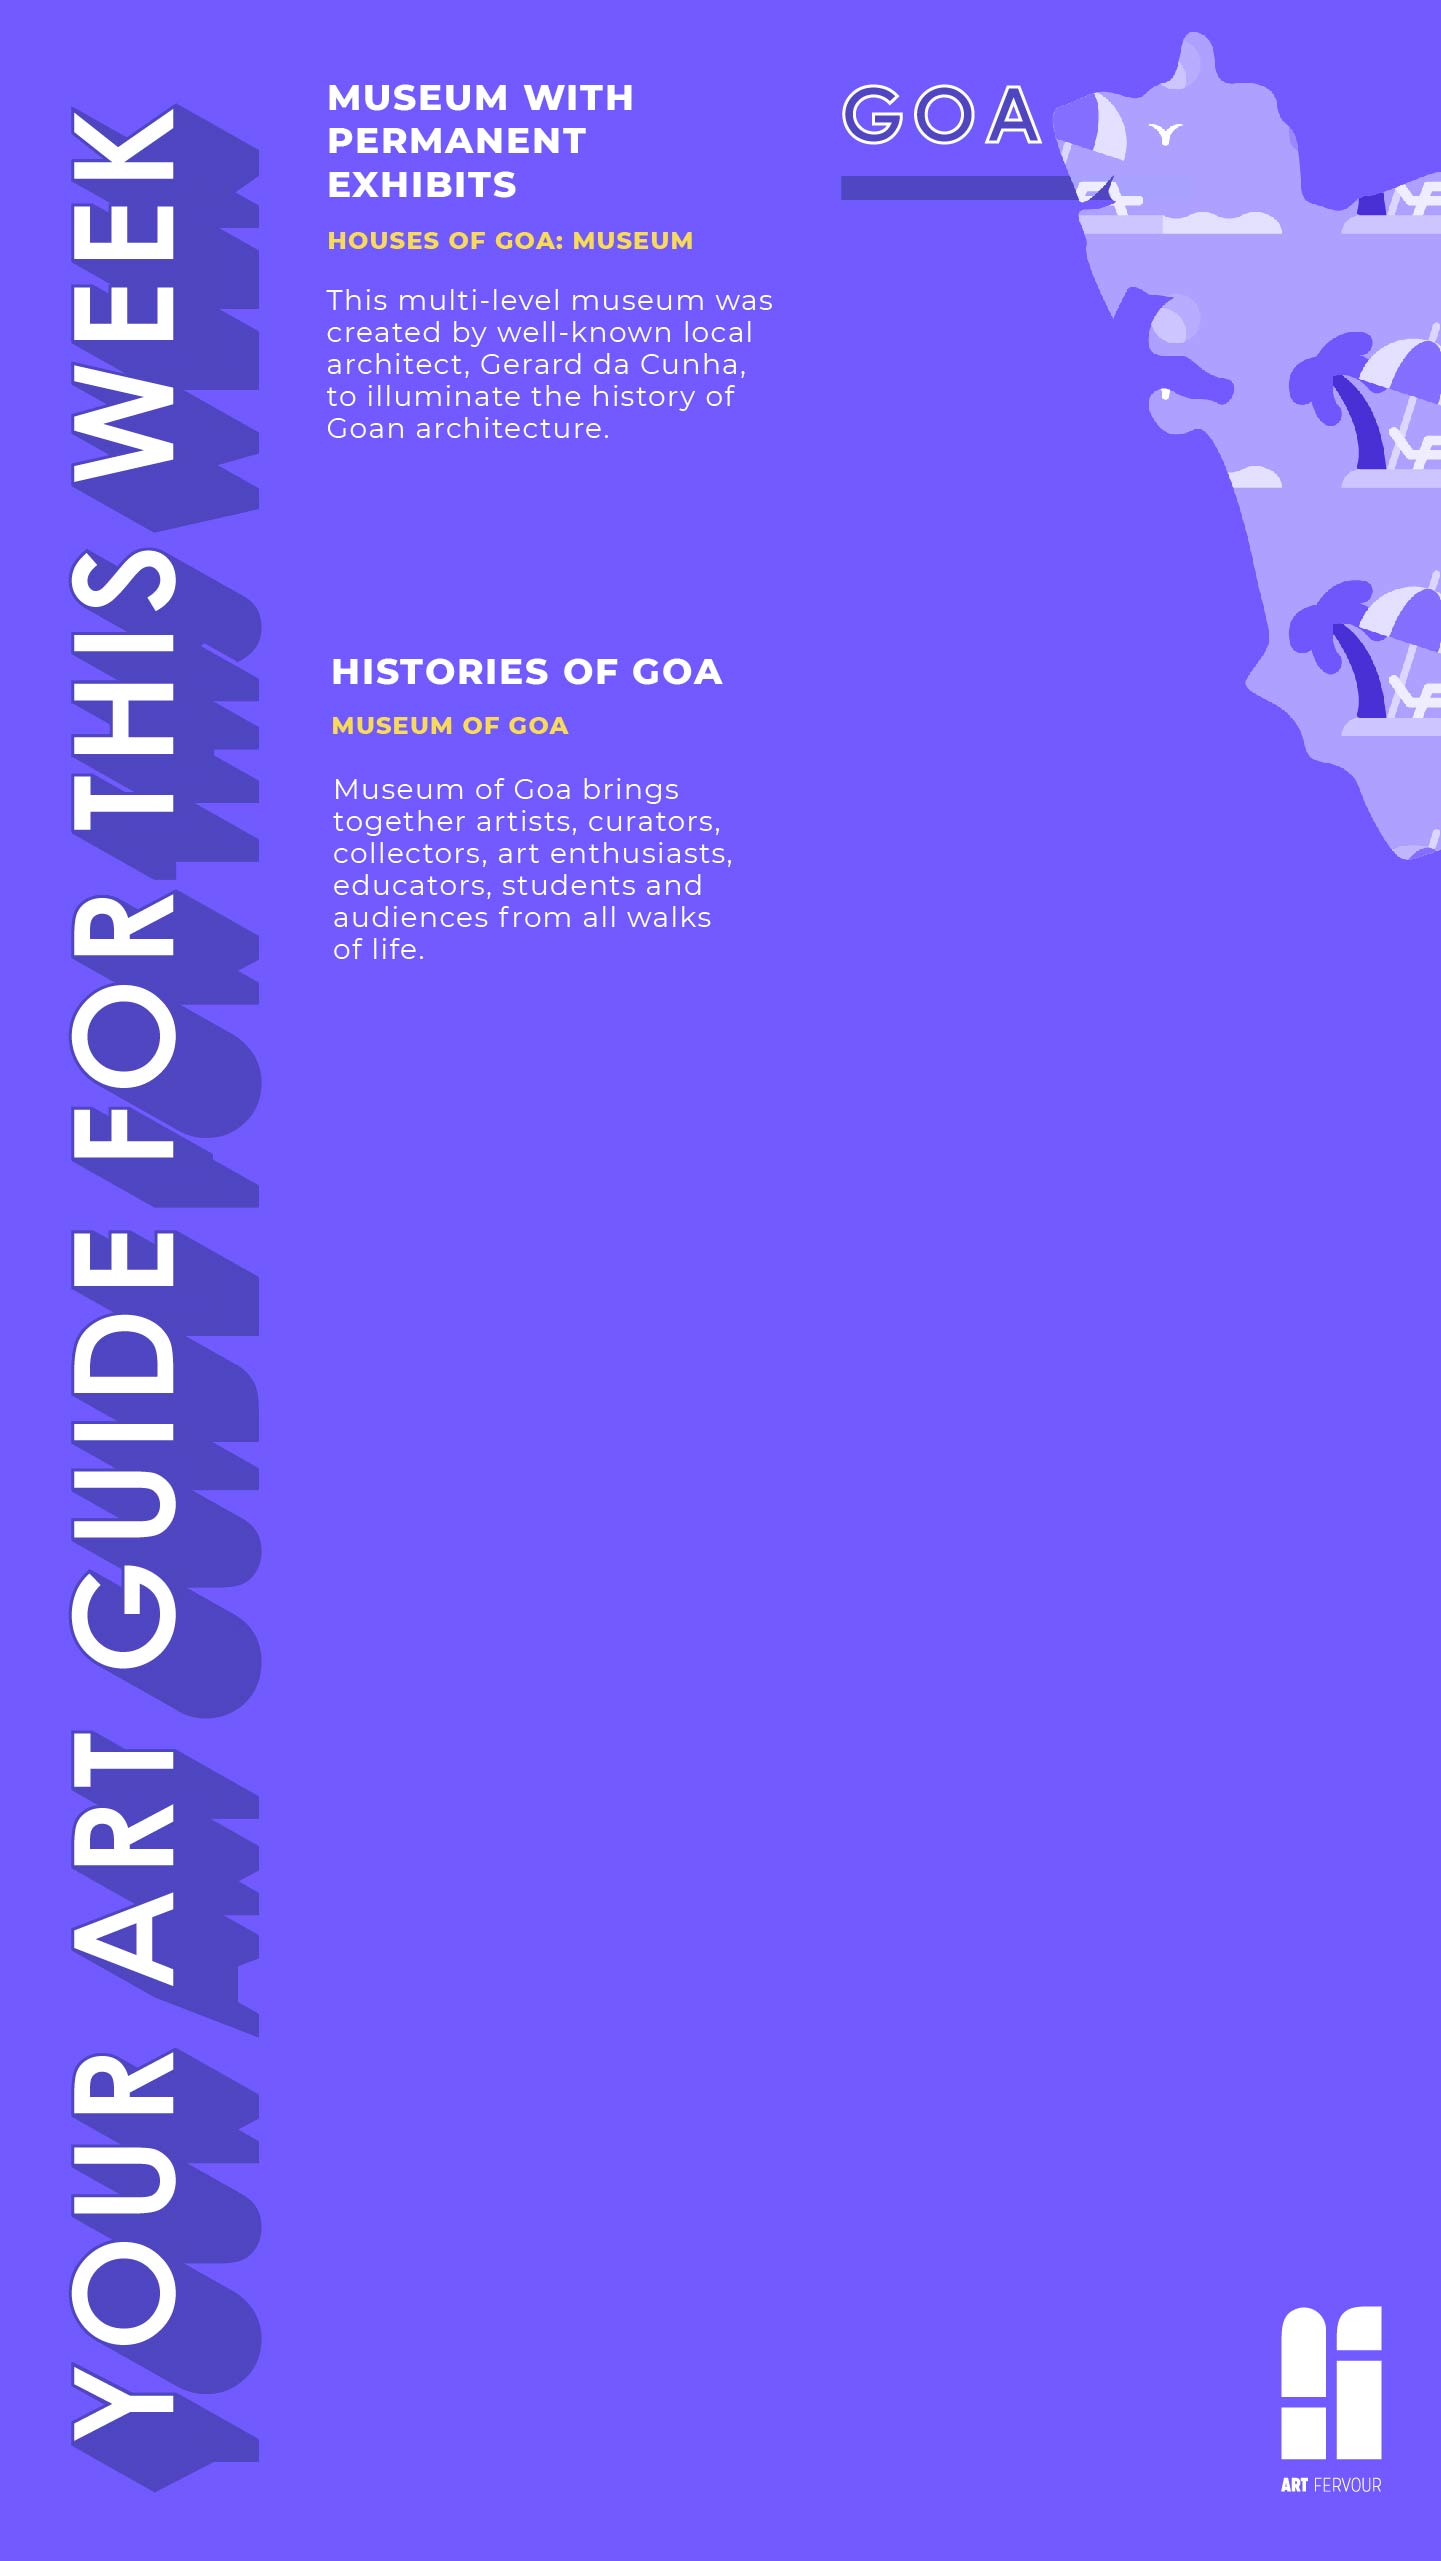 YOUR ART GUIDE FOR THIS WEEK
MUSEUM WITH
PERMANENT
EXHIBITS
HOUSES OF GOA: MUSEUM
This multi-level museum was
created by well-known local
architect, Gerard da Cunha,
to illuminate the history of
Goan architecture.
GOA
HISTORIES OF GOA
MUSEUM OF GOA
Museum of Goa brings
together artists, curators,
collectors, art enthusiasts,
educators, students and
audiences from all walks
of life.
ART FERVOUR